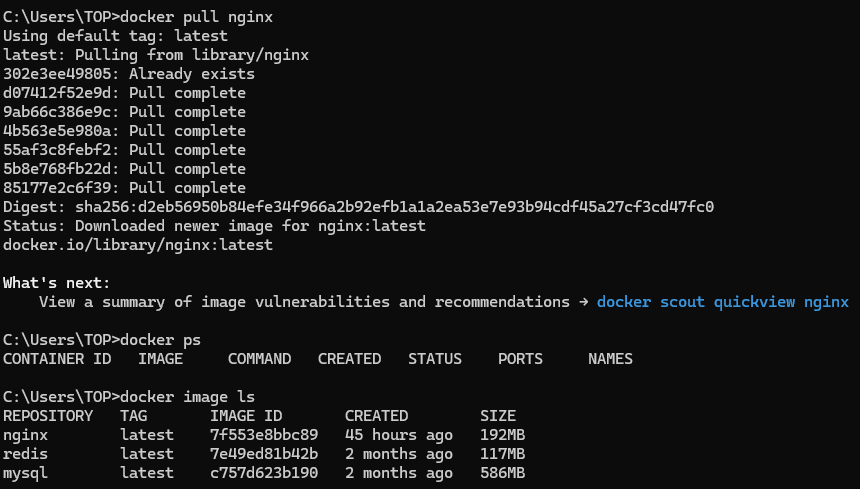 C:\Users\TOP>docker pull nginx
Using default tag: latest
latest: Pulling from library/nginx
302e3ee49805: Already exists
d07412f52e9d: Pull complete
9ab66c386e9c: Pull complete
4b563e5e980a: Pull complete
55af3c8febf2: Pull complete
5b8e768fb22d: Pull complete
85177e2c6f39: Pull complete
Digest: sha256:d2eb56950b84efe34f966a2b92efb1a1a2ea53e7e93b94cdf45a27cf3cd47fc0
Status: Downloaded newer image for nginx:latest
docker.io/library/nginx:latest
What's next:
View a summary of image vulnerabilities and recommendations → docker scout quickview nginx
C:\Users\TOP>docker ps
CONTAINER ID   IMAGE     COMMAND   CREATED   STATUS    PORTS     NAMES
C:\Users\TOP>docker image ls
REPOSITORY   TAG       IMAGE ID       CREATED        SIZE
nginx        latest    7f553e8bbc89   45 hours ago   192MB
redis        latest    7e49ed81b42b   2 months ago   117MB
mysql        latest    c757d623b190   2 months ago   586MB